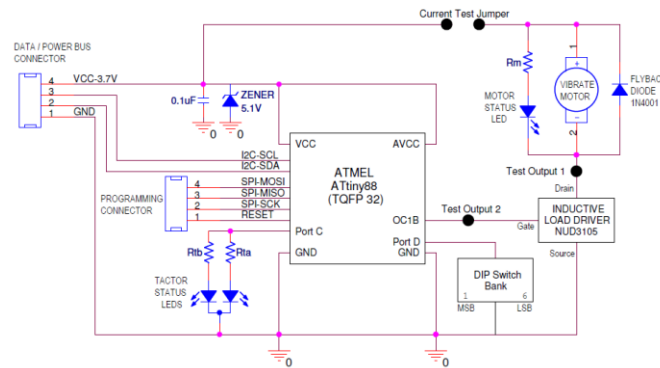 Current Test Jumper
DATA / POWER BUS
CONNECTOR
4 VCC-3.7V
3
2
1 GND
0.1uF
ZENER
5.1V
0
0
Rm
MOTOR
STATUS
LED
1
+
VIBRATE
MOTOR
-
2
FLYBAC
DIODE
1N4001
VCC
AVCC
I2C-SCL
I2C-SDA
ATMEL
ATtiny88
(TQFP 32)
PROGRAMMING
CONNECTOR
4 SPI-MOSI
3 SPI-MISO
2 SPI-SCK
1 RESET
Port C
GND
OC1B
Port D
GND
Test Output 1
Drain
Test Output 2
Gate
INDUCTIVE
LOAD DRIVER
NUD3105
Source
Rtb
Rta
TACTOR
STATUS
LEDS
DIP Switch
Bank
1
6
MSB
LSB
0
0